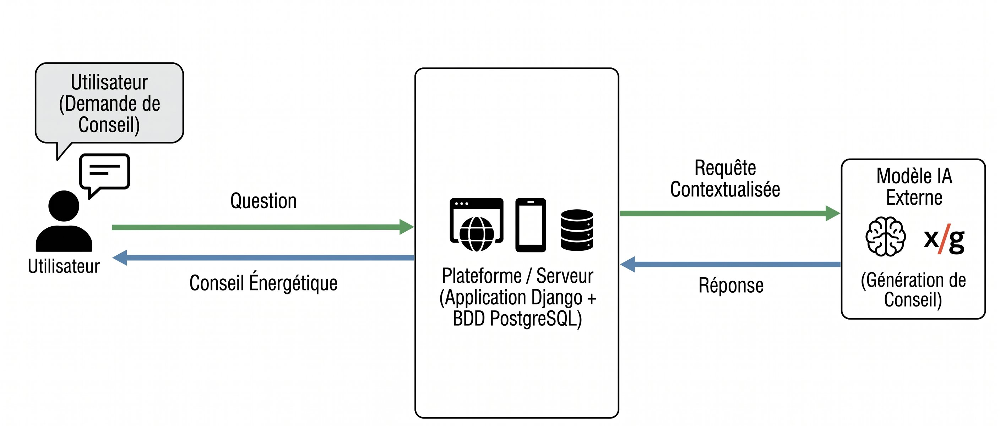 Utilisateur
(Demande de
Conseil)
Utilisateur
Question
Conseil Énergétique
Plateforme / Serveur
(Application Django +
BDD PostgreSQL)
Requête
Contextualisée
Réponse
Modèle IA
Externe
x/g
(Génération de
Conseil)